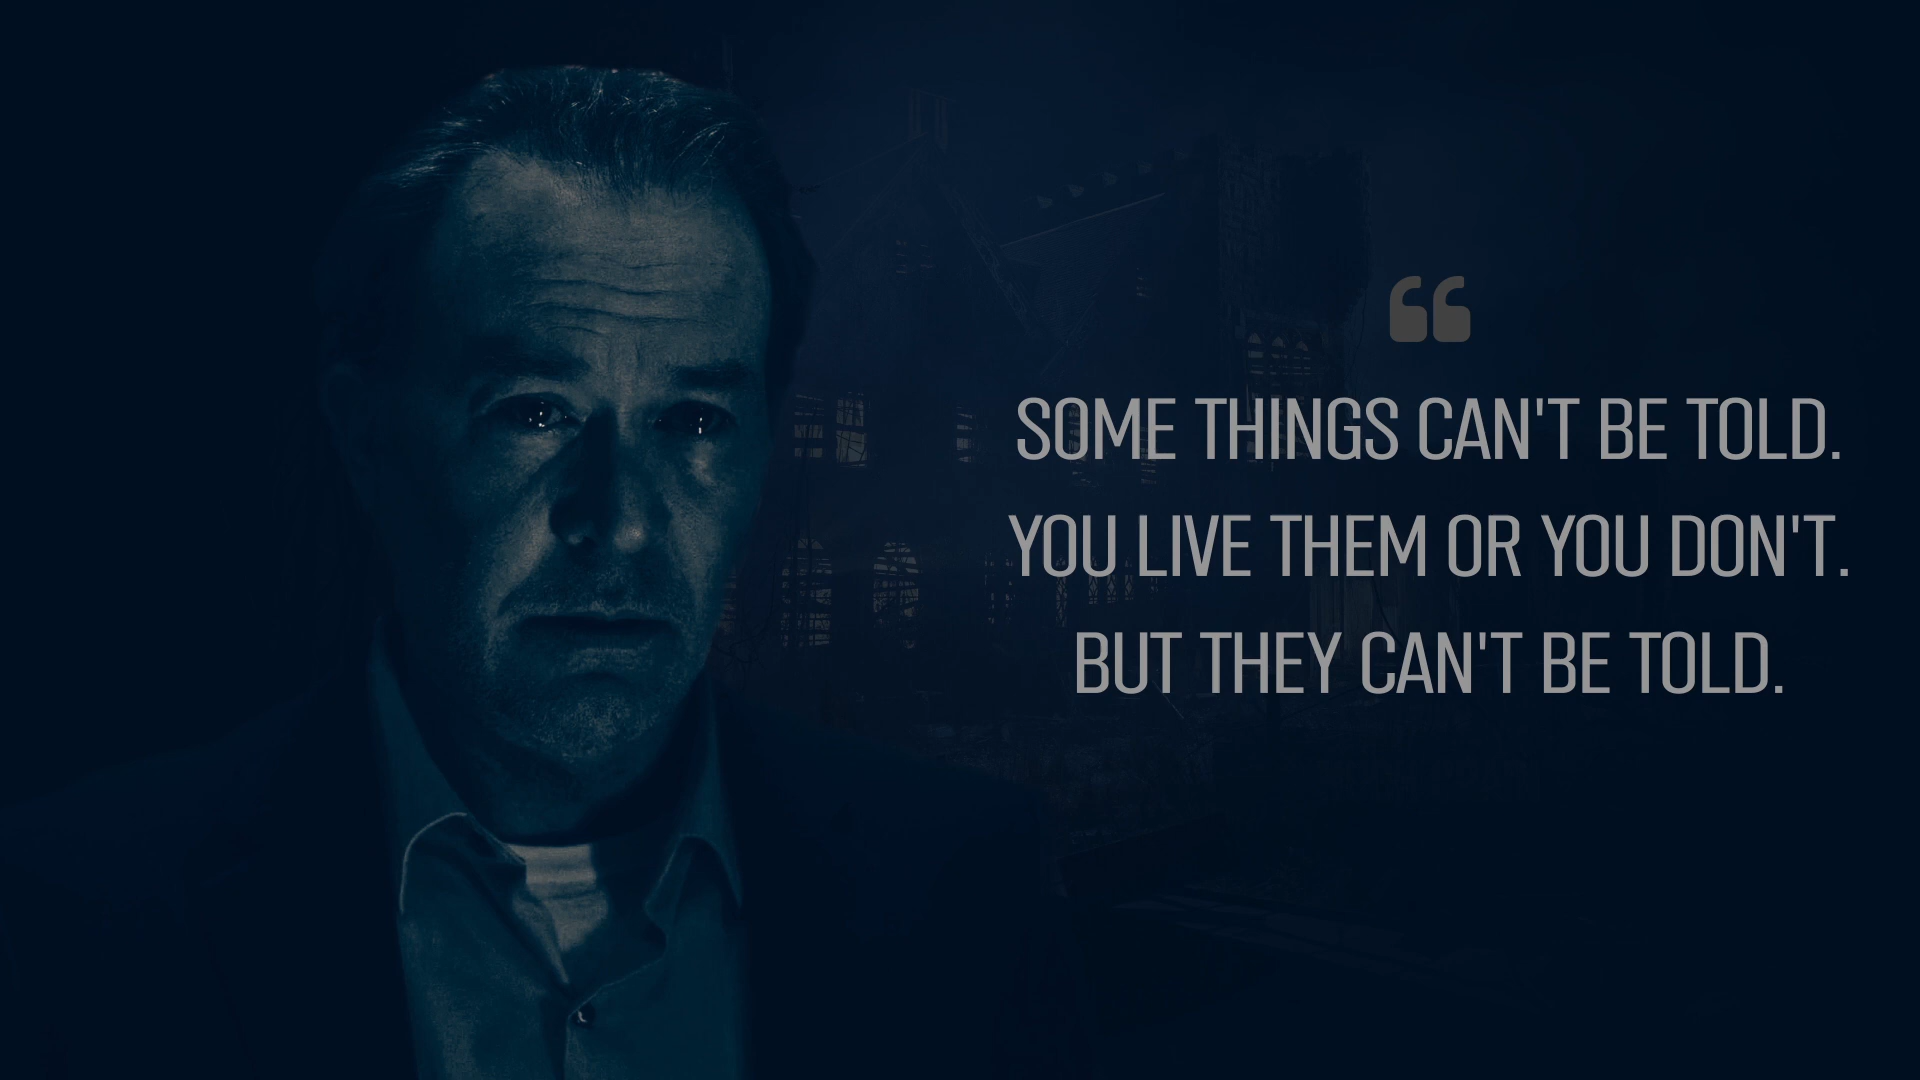 “
SOME THINGS CAN'T BE TOLD.
YOU LIVE THEM OR YOU DON'T.
BUT THEY CAN'T BE TOLD.